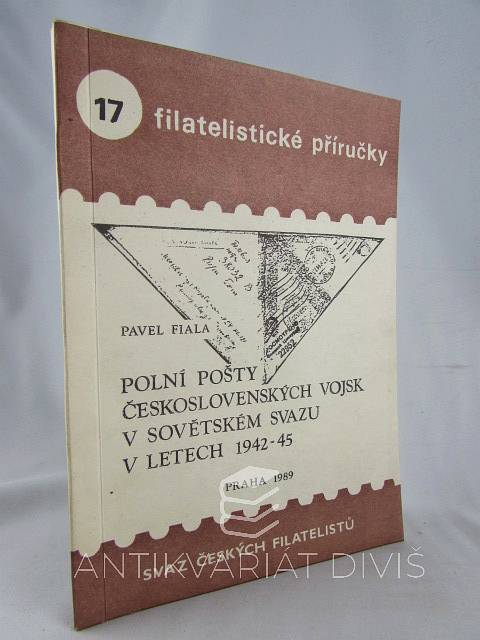 17
filatelistické příručky
PAVEL FIALA
POLNÍ POŠTY
ČESKOSLOVENSKÝCH VOJSK
V SOVĚTSKÉM SVAZU
V LETECH 1942-45
PRAHA 1989
SVAZ ČESKÝCH FILATELISTŮ
ANTIKVARIÁT DIVIŠ